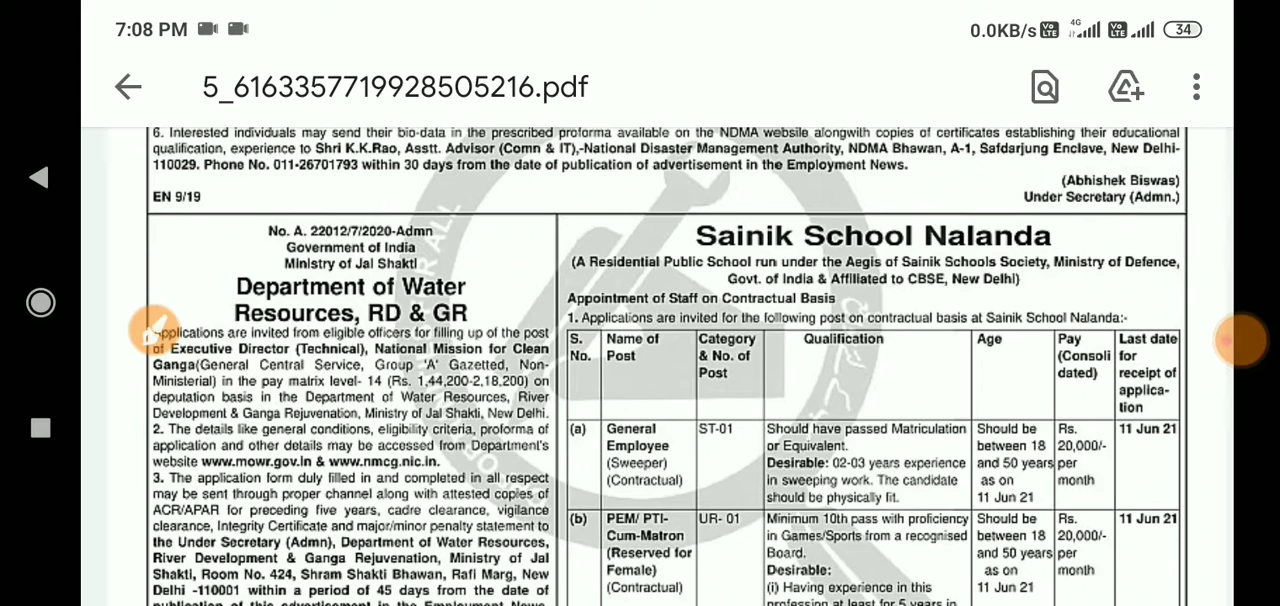 7:08 PM
0.0KB/s Vo LTE 4G Vo LTE 34
5_6163357719928505216.pdf
6. Interested individuals may send their bio-data in the prescribed proforma available on the NDMA website alongwith copies of certificates establishing their educational
qualification, experience to Shri K.K.Rao, Asstt. Advisor (Comn & IT),-National Disaster Management Authority, NDMA Bhawan, A-1, Safdarjung Enclave, New Delhi-
110029. Phone No. 011-26701793 within 30 days from the date of publication of advertisement in the Employment News.
(Abhishek Biswas)
EN 9/19
Under Secretary (Admn.)
No. A. 22012/7/2020-Admn
Government of India
Ministry of Jal Shakti
Department of Water
Resources, RD & GR
Applications are invited from eligible officers for filling up of the post
of Executive Director (Technical), National Mission for Clean
Ganga(General Central Service, Group 'A' Gazetted, Non-
Ministerial) in the pay matrix level- 14 (Rs. 1,44,200-2,18,200) on
deputation basis in the Department of Water Resources, River
Development & Ganga Rejuvenation, Ministry of Jal Shakti, New Delhi.
2. The details like general conditions, eligibility criteria, proforma of
application and other details may be accessed from Department's
website www.mowr.gov.in & www.nmcg.nic.in.
3. The application form duly filled in and completed in all respect
may be sent through proper channel along with attested copies of
ACR/APAR for preceding five years, cadre clearance, vigilance
clearance, Integrity Certificate and major/minor penalty statement to
the Under Secretary (Admn), Department of Water Resources,
River Development & Ganga Rejuvenation, Ministry of Jal
Shakti, Room No. 424, Shram Shakti Bhawan, Rafi Marg, New
Delhi -110001 within a period of 45 days from the date of
publication of this advertisement in the Employment News.
Sainik School Nalanda
(A Residential Public School run under the Aegis of Sainik Schools Society, Ministry of Defence,
Govt. of India & Affiliated to CBSE, New Delhi)
Appointment of Staff on Contractual Basis
1. Applications are invited for the following post on contractual basis at Sainik School Nalanda:-
S. No.
Name of Post
Category & No. of Post
Qualification
Age
Pay (Consoli dated)
Last date for receipt of applica- tion
(a)
General Employee (Sweeper) (Contractual)
ST-01
Should have passed Matriculation
or Equivalent.
Desirable: 02-03 years experience
in sweeping work. The candidate
should be physically fit.
Should be between 18 and 50 years as on 11 Jun 21
Rs. 20,000/- per month
11 Jun 21
(b)
PEM/ PTI- Cum-Matron (Reserved for Female) (Contractual)
UR- 01
Minimum 10th pass with proficiency
in Games/Sports from a recognised
Board.
Desirable:
(i) Having experience in this
profession at least for 5 years in
Should be between 18 and 50 years as on 11 Jun 21
Rs. 20,000/- per month
11 Jun 21